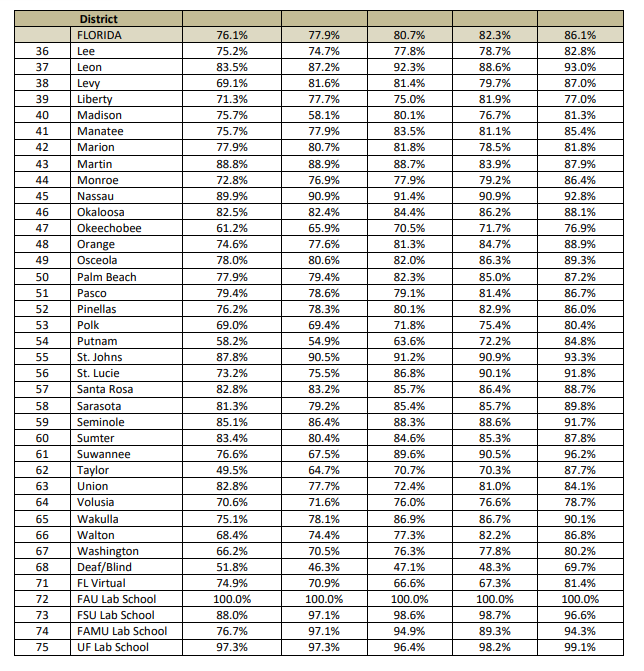 District
FLORIDA 76.1% 77.9% 80.7% 82.3% 86.1%
36 Lee 75.2% 74.7% 77.8% 78.7% 82.8%
37 Leon 83.5% 87.2% 92.3% 88.6% 93.0%
38 Levy 69.1% 81.6% 81.4% 79.7% 87.0%
39 Liberty 71.3% 77.7% 75.0% 81.9% 77.0%
40 Madison 75.7% 58.1% 80.1% 76.7% 81.3%
41 Manatee 75.7% 77.9% 83.5% 81.1% 85.4%
42 Marion 77.9% 80.7% 81.8% 78.5% 81.8%
43 Martin 88.8% 88.9% 88.7% 83.9% 87.9%
44 Monroe 72.8% 76.9% 77.9% 79.2% 86.4%
45 Nassau 89.9% 90.9% 91.4% 90.9% 92.8%
46 Okaloosa 82.5% 82.4% 84.4% 86.2% 88.1%
47 Okeechobee 61.2% 65.9% 70.5% 71.7% 76.9%
48 Orange 74.6% 77.6% 81.3% 84.7% 88.9%
49 Osceola 78.0% 80.6% 82.0% 86.3% 89.3%
50 Palm Beach 77.9% 79.4% 82.3% 85.0% 87.2%
51 Pasco 79.4% 78.6% 79.1% 81.4% 86.7%
52 Pinellas 76.2% 78.3% 80.1% 82.9% 86.0%
53 Polk 69.0% 69.4% 71.8% 75.4% 80.4%
54 Putnam 58.2% 54.9% 63.6% 72.2% 84.8%
55 St. Johns 87.8% 90.5% 91.2% 90.9% 93.3%
56 St. Lucie 73.2% 75.5% 86.8% 90.1% 91.8%
57 Santa Rosa 82.8% 83.2% 85.7% 86.4% 88.7%
58 Sarasota 81.3% 79.2% 85.4% 85.7% 89.8%
59 Seminole 85.1% 86.4% 88.3% 88.6% 91.7%
60 Sumter 83.4% 80.4% 84.6% 85.3% 87.8%
61 Suwannee 76.6% 67.5% 89.6% 90.5% 96.2%
62 Taylor 49.5% 64.7% 70.7% 70.3% 87.7%
63 Union 82.8% 77.7% 72.4% 81.0% 84.1%
64 Volusia 70.6% 71.6% 76.0% 76.6% 78.7%
65 Wakulla 75.1% 78.1% 86.9% 86.7% 90.1%
66 Walton 68.4% 74.4% 77.3% 82.2% 86.8%
67 Washington 66.2% 70.5% 76.3% 77.8% 80.2%
68 Deaf/Blind 51.8% 46.3% 47.1% 48.3% 69.7%
71 FL Virtual 74.9% 70.9% 66.6% 67.3% 81.4%
72 FAU Lab School 100.0% 100.0% 100.0% 100.0% 100.0%
73 FSU Lab School 88.0% 97.1% 98.6% 98.7% 96.6%
74 FAMU Lab School 76.7% 97.1% 94.9% 89.3% 94.3%
75 UF Lab School 97.3% 97.3% 96.4% 98.2% 99.1%